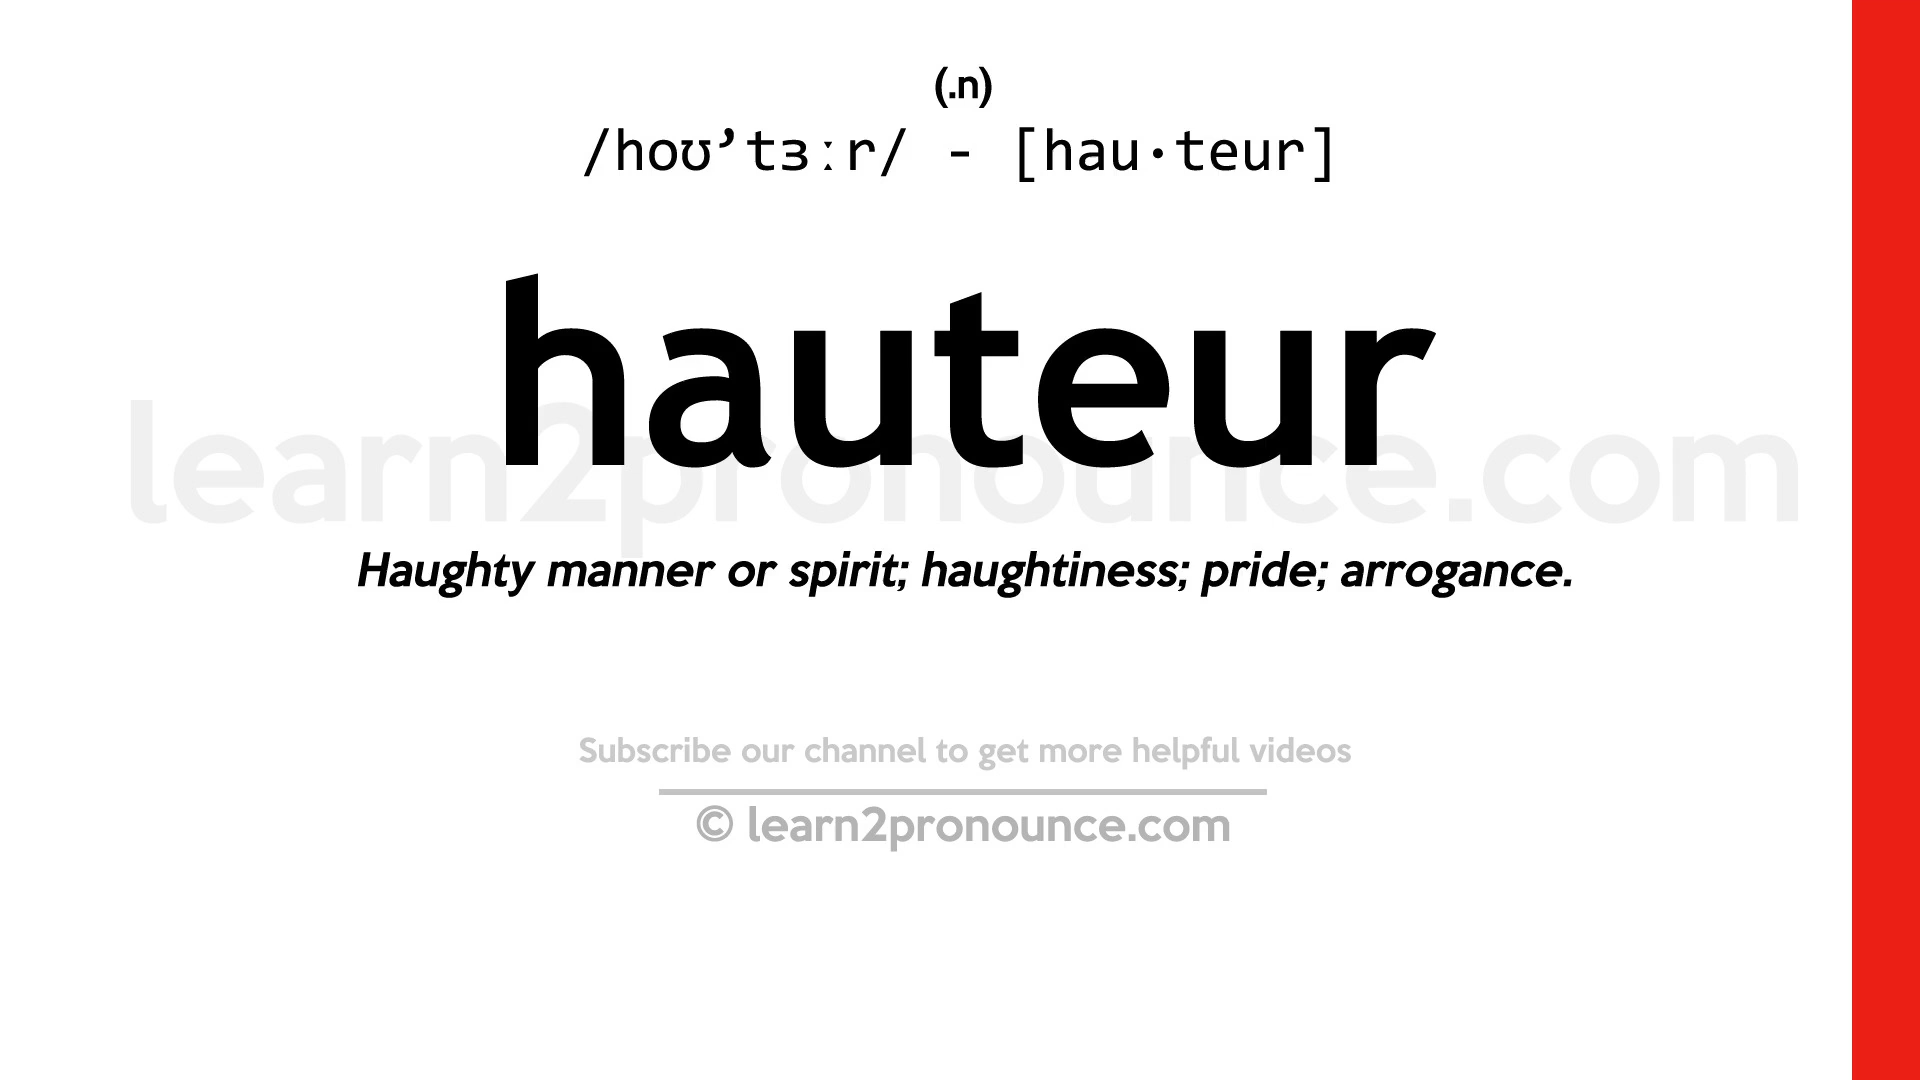 (.n)
/hoʊ’tɜːr/ - [hau·teur]
hauteur
learn2pronounce.com
Haughty manner or spirit; haughtiness; pride; arrogance.
Subscribe our channel to get more helpful videos
© learn2pronounce.com